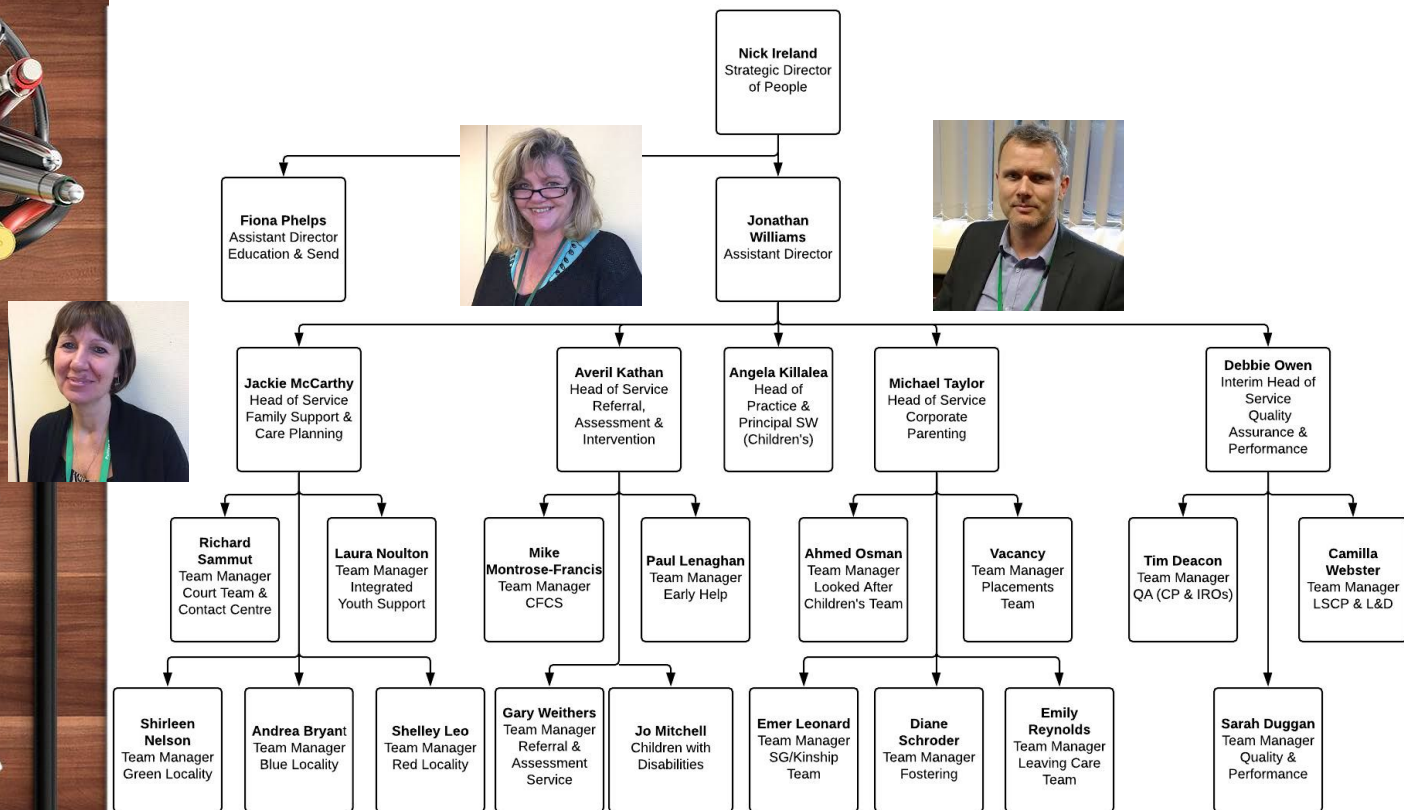 Nick Ireland
Strategic Director
of People
Fiona Phelps
Assistant Director
Education & Send
Jonathan
Williams
Assistant Director
Jackie McCarthy
Head of Service
Family Support &
Care Planning
Averil Kathan
Head of Service
Referral,
Assessment &
Intervention
Angela Killalea
Head of
Practice &
Principal SW
(Children's)
Michael Taylor
Head of Service
Corporate
Parenting
Debbie Owen
Interim Head of
Service
Quality
Assurance &
Performance
Richard
Sammut
Team Manager
Court Team &
Contact Centre
Laura Noulton
Team Manager
Integrated
Youth Support
Mike
Montrose-Francis
Team Manager
CFCS
Paul Lenaghan
Team Manager
Early Help
Ahmed Osman
Team Manager
Looked After
Children's Team
Vacancy
Team Manager
Placements
Team
Tim Deacon
Team Manager
QA (CP & IROs)
Camilla
Webster
Team Manager
LSCP & L&D
Shirleen
Nelson
Team Manager
Green Locality
Andrea Bryant
Team Manager
Blue Locality
Shelley Leo
Team Manager
Red Locality
Gary Weithers
Team Manager
Referral &
Assessment
Service
Jo Mitchell
Children with
Disabilities
Emer Leonard
Team Manager
SG/Kinship
Team
Diane
Schroder
Team Manager
Fostering
Emily
Reynolds
Team Manager
Leaving Care
Team
Sarah Duggan
Team Manager
Quality &
Performance